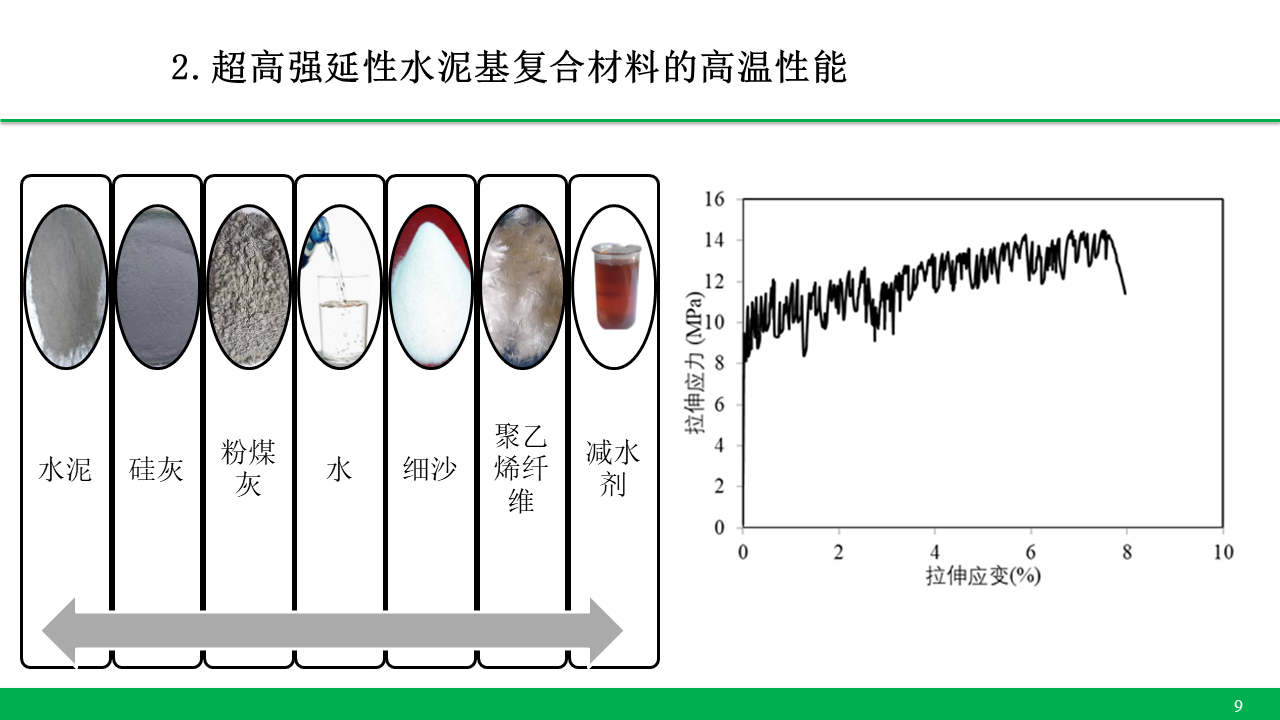 2.超高强延性水泥基复合材料的高温性能
水泥
硅灰
粉煤
灰
水
细沙
聚乙
烯纤
维
减水
剂
拉伸应力 (MPa)
16
14
12
10
8
6
4
2
0
0 2 4 6 8 10
拉伸应变(%)
9